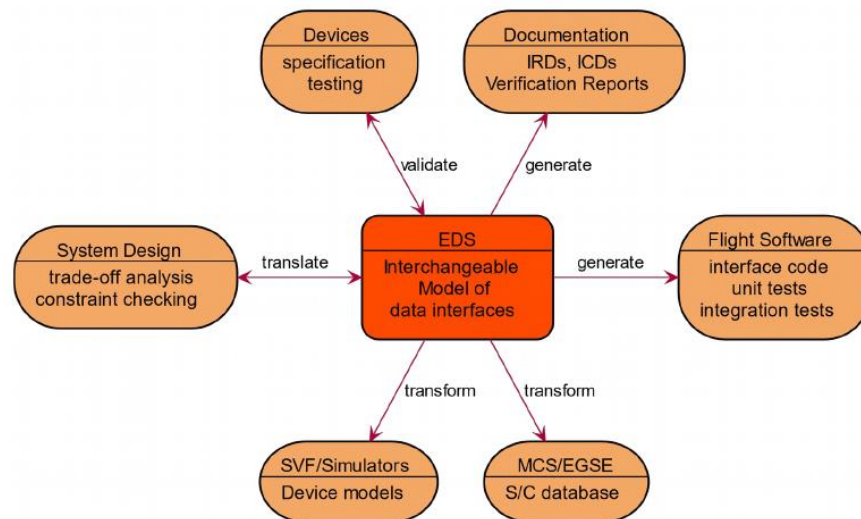 Devices
specification
testing
Documentation
IRDs, ICDs
Verification Reports
validate
generate
System Design
trade-off analysis
constraint checking
translate
EDS
Interchangeable
Model of
data interfaces
generate
Flight Software
interface code
unit tests
integration tests
transform
transform
SVF/Simulators
Device models
MCS/EGSE
S/C database